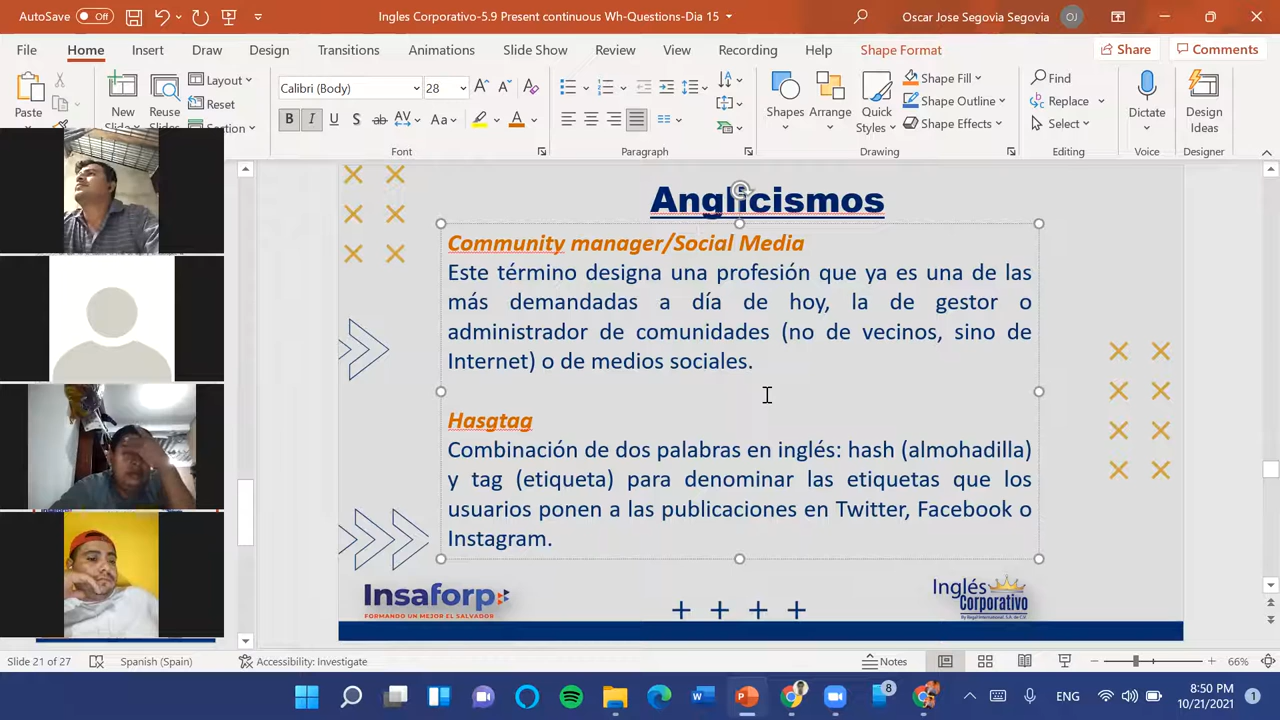 AutoSave Off Ingles Corporativo-5.9 Present continuous Wh-Questions-Dia 15 Oscar Jose Segovia Segovia OJ
File Home Insert Draw Design Transitions Animations Slide Show Review View Recording Help Shape Format Share Comments
Paste New Slide Reuse Slides Layout Reset Section
Calibri (Body) 28
Shapes Arrange Quick Styles Shape Fill Shape Outline Shape Effects
Find Replace Select Dictate Design Ideas
Font Paragraph Drawing Editing Voice Designer
Anglicismos
Community manager/Social Media
Este término designa una profesión que ya es una de las
más demandadas a día de hoy, la de gestor o
administrador de comunidades (no de vecinos, sino de
Internet) o de medios sociales.
Hasgtag
Combinación de dos palabras en inglés: hash (almohadilla)
y tag (etiqueta) para denominar las etiquetas que los
usuarios ponen a las publicaciones en Twitter, Facebook o
Instagram.
Insaforp
FORMANDO UN MEJOR EL SALVADOR
Inglés
Corporativo
Slide 21 of 27 Spanish (Spain) Accessibility: Investigate Notes 66%
8 ENG 8:50 PM
10/21/2021 1